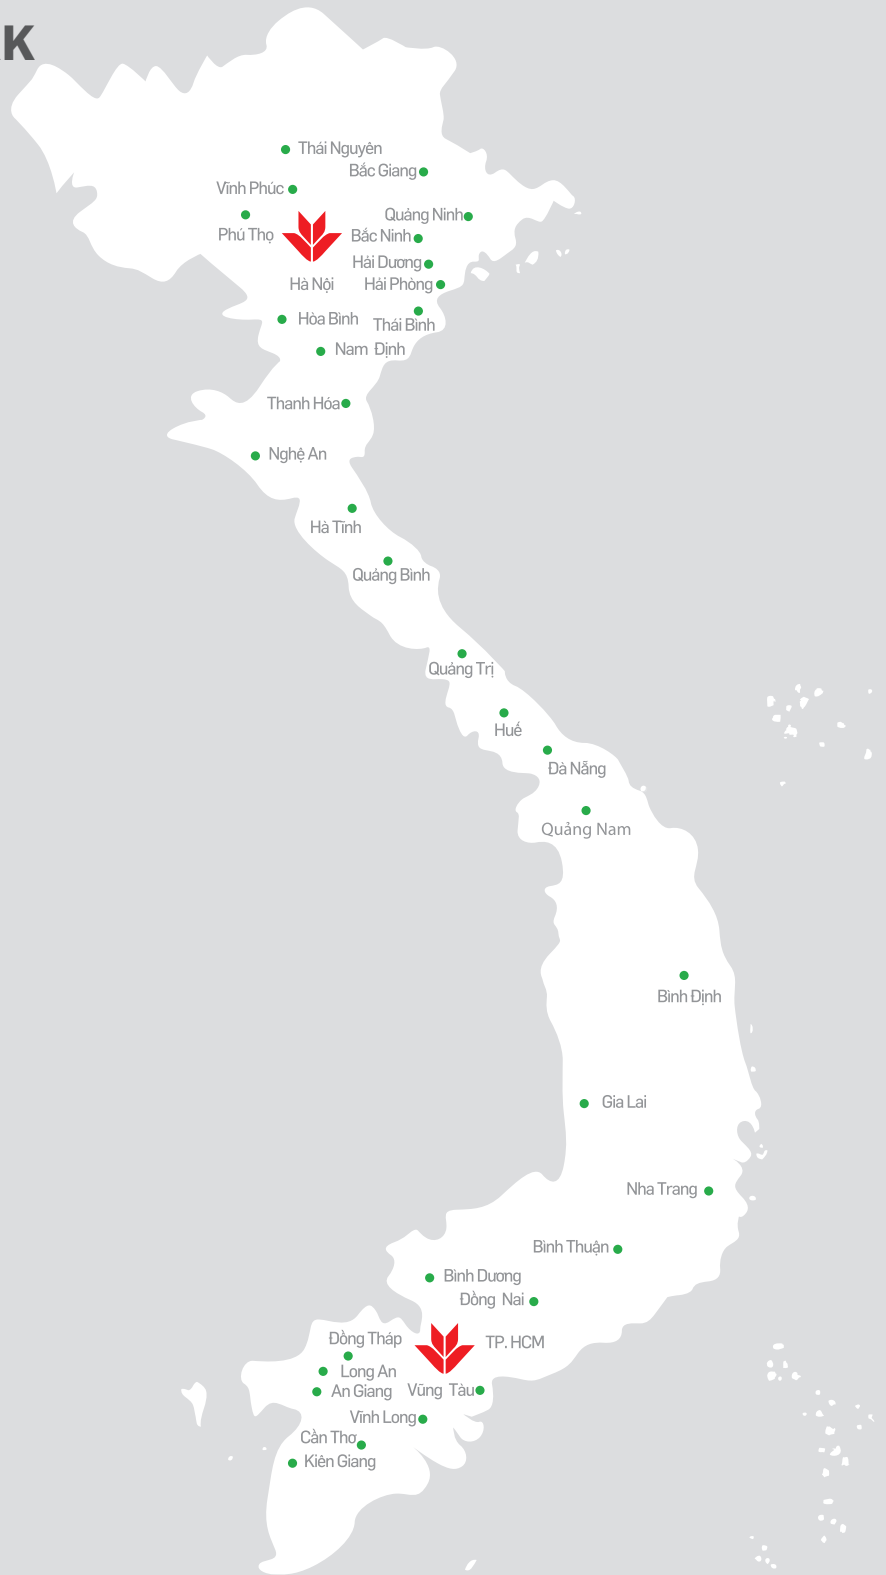 K
Thái Nguyên
Bắc Giang
Vĩnh Phúc
Quảng Ninh
Phú Thọ
Bắc Ninh
Hải Dương
Hà Nội
Hải Phòng
Hòa Bình
Thái Bình
Nam Định
Thanh Hóa
Nghệ An
Hà Tĩnh
Quảng Bình
Quảng Trị
Huế
Đà Nẵng
Quảng Nam
Bình Định
Gia Lai
Nha Trang
Bình Thuận
Bình Dương
Đồng Nai
Đồng Tháp
TP. HCM
Long An
An Giang
Vũng Tàu
Vĩnh Long
Cần Thơ
Kiên Giang